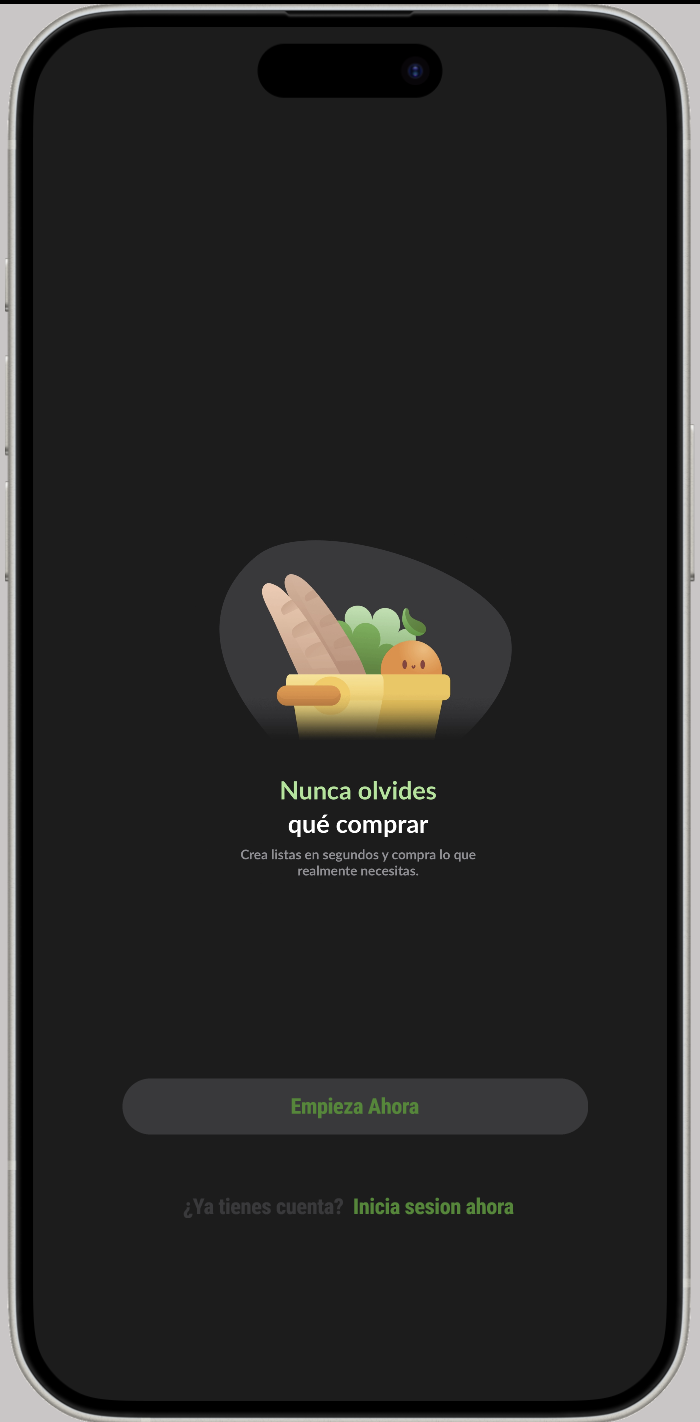 Nunca olvides
qué comprar
Crea listas en segundos y compra lo que
realmente necesitas.
Empieza Ahora
¿Ya tienes cuenta? Inicia sesion ahora